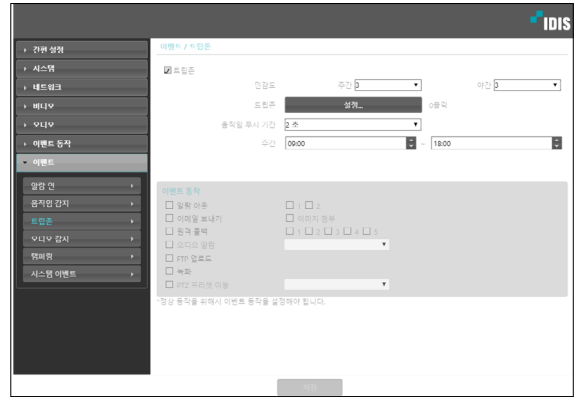 IDIS
간편 설정
시스템
네트워크
비디오
오디오
이벤트 동작
이벤트
알람 인
움직임 감지
트립존
오디오 감지
탬퍼링
시스템 이벤트
이벤트 / 트립존
트립존
민감도 주간 3 야간 3
트립존 설정... 0블럭
움직임 무시 기간 2 초
주간 09:00 ~ 18:00
이벤트 동작
알람 아웃 1 2
이메일 보내기 이미지 첨부
원격 콜백 1 2 3 4 5
오디오 알람
FTP 업로드
녹화
PTZ 프리셋 이동
*정상 동작을 위해서 이벤트 동작을 설정해야 합니다.
저장